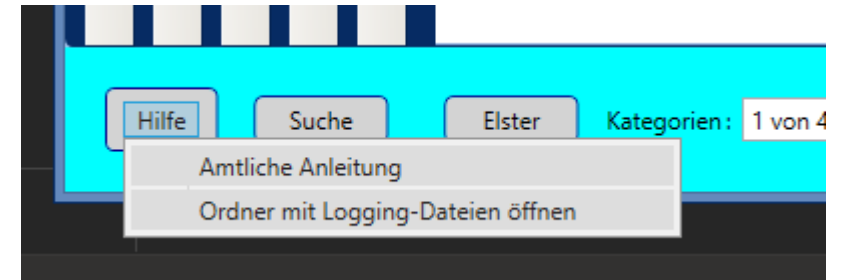 Hilfe Suche Elster Kategorien: 1 von 4
Amtliche Anleitung
Ordner mit Logging-Dateien öffnen